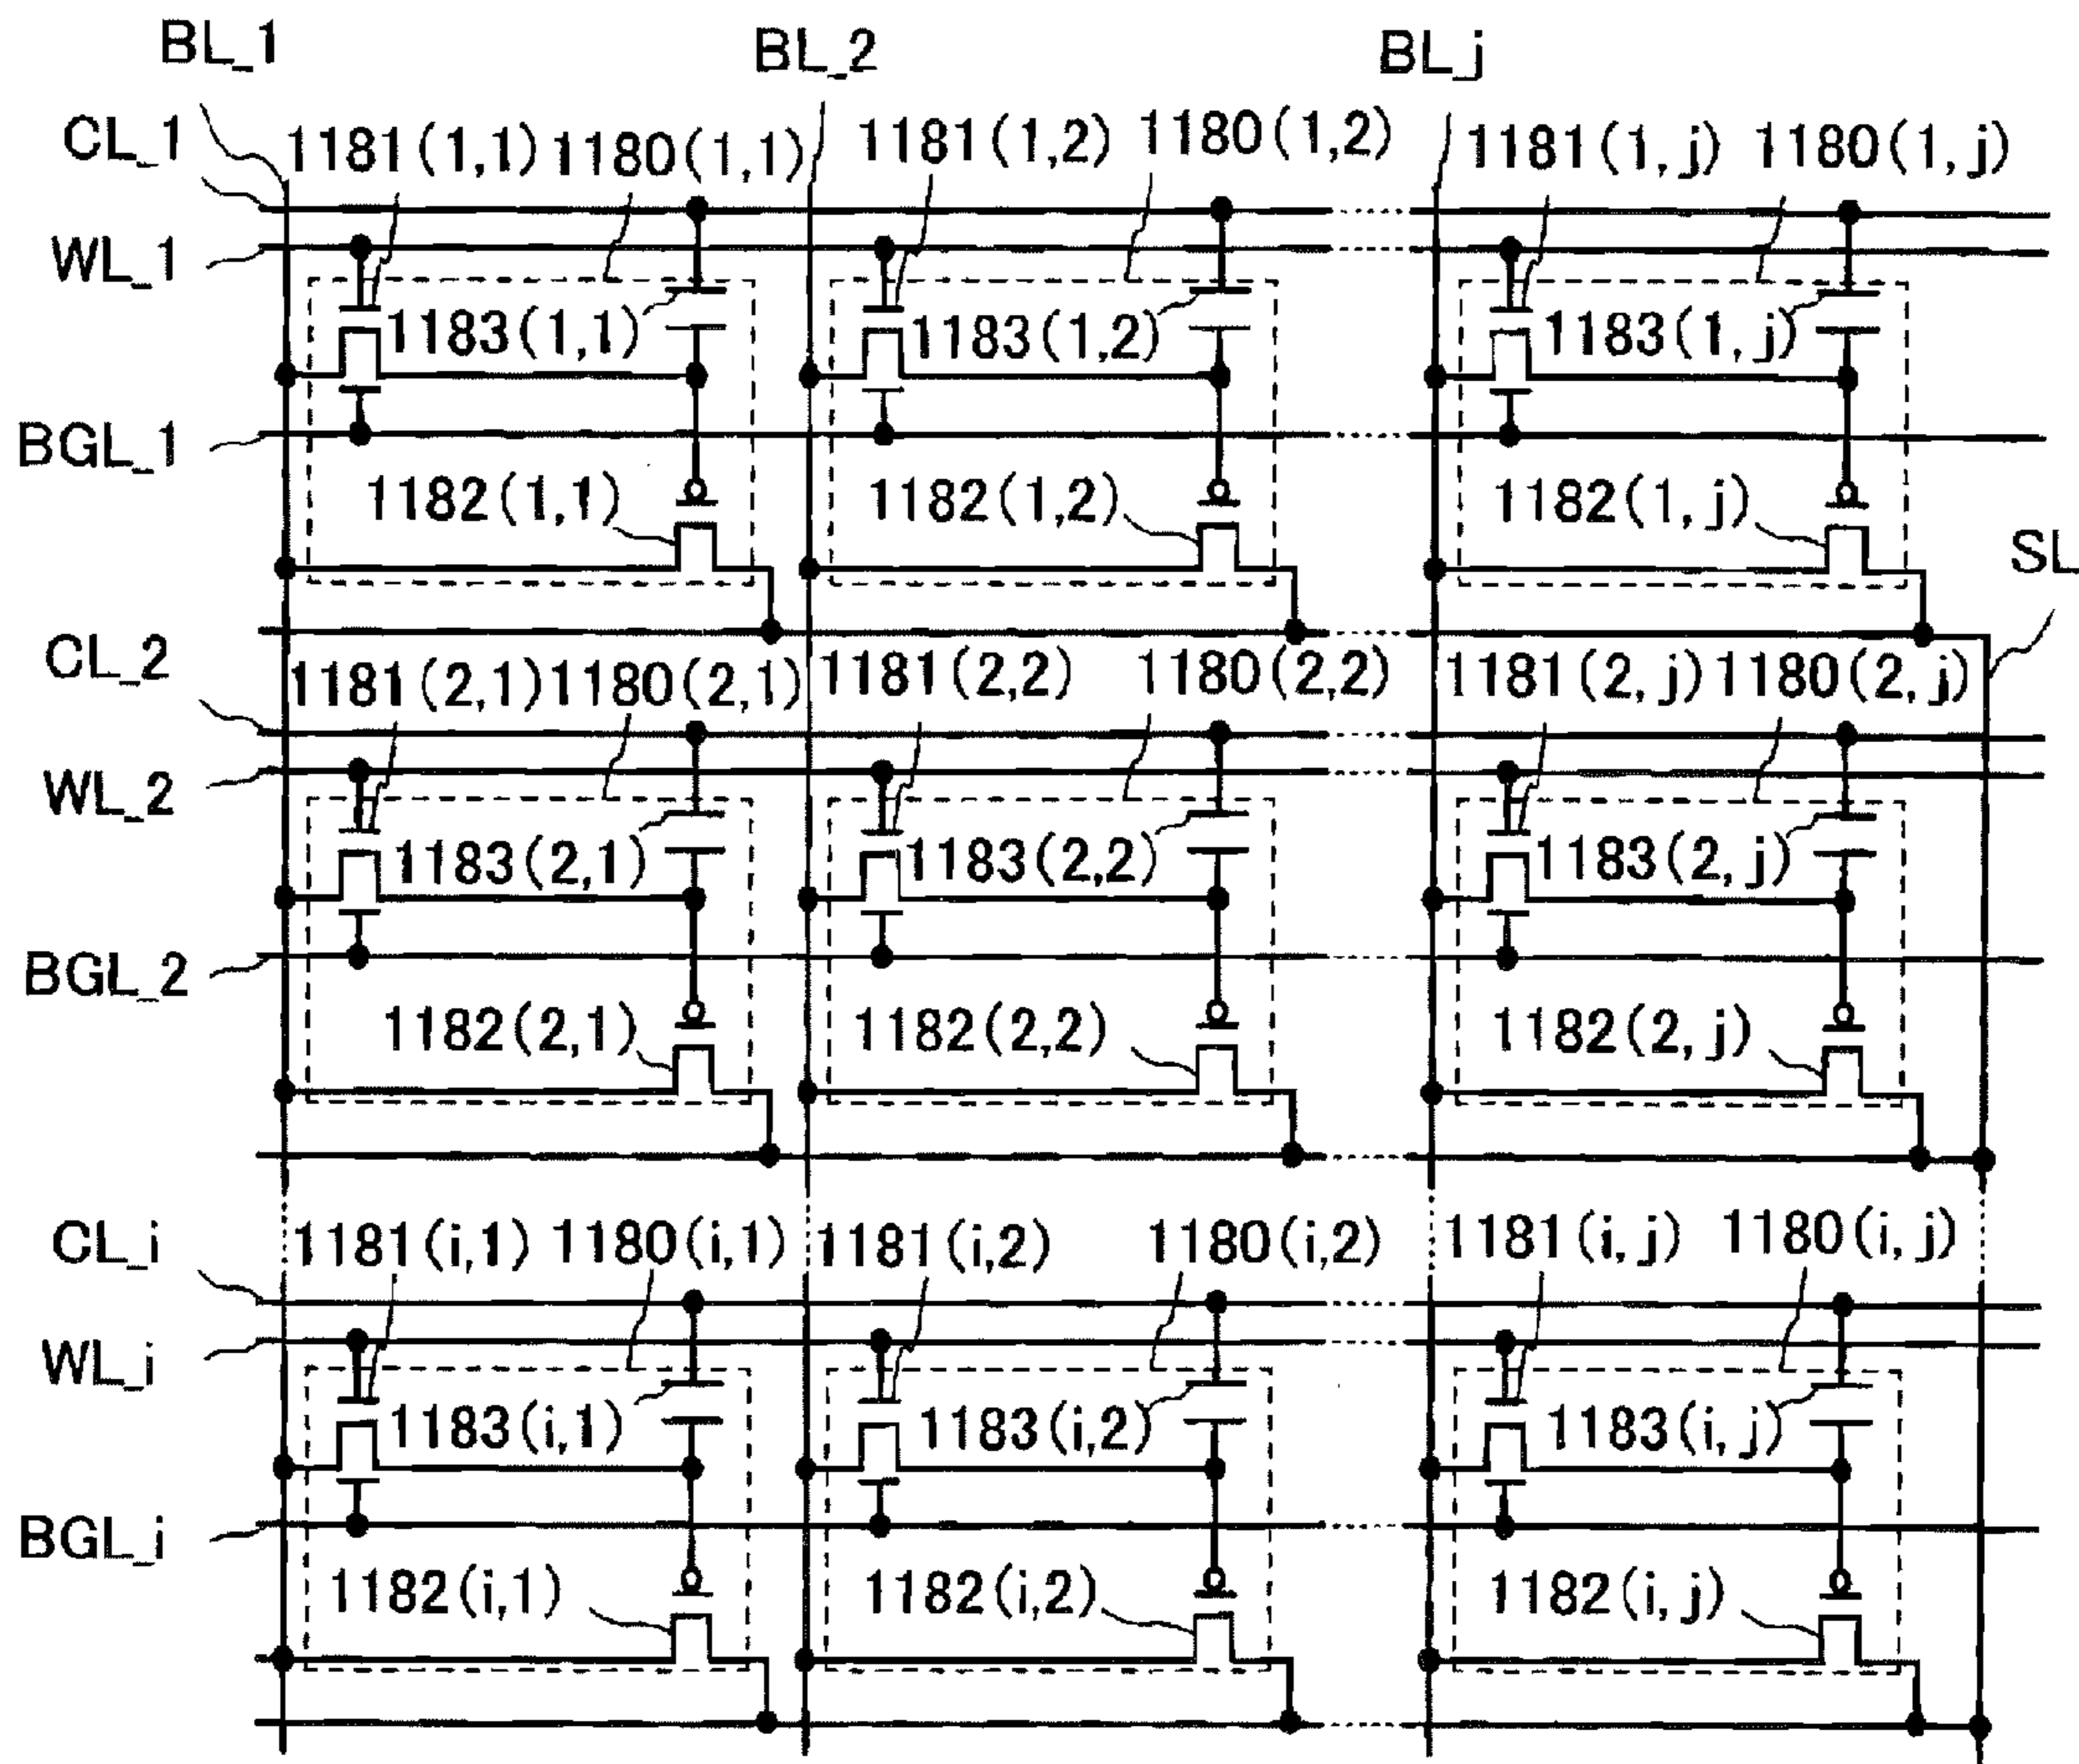 BL_1
BL_2
BL_j
CL_1
1181(1,1)
1180(1,1)
1181(1,2)
1180(1,2)
1181(1,j)
1180(1,j)
WL_1
1183(1,1)
1183(1,2)
1183(1,j)
BGL_1
1182(1,1)
1182(1,2)
1182(1,j)
SL
CL_2
1181(2,1)
1180(2,1)
1181(2,2)
1180(2,2)
1181(2,j)
1180(2,j)
WL_2
1183(2,1)
1183(2,2)
1183(2,j)
BGL_2
1182(2,1)
1182(2,2)
1182(2,j)
CL_i
1181(i,1)
1180(i,1)
1181(i,2)
1180(i,2)
1181(i,j)
1180(i,j)
WL_i
1183(i,1)
1183(i,2)
1183(i,j)
BGL_i
1182(i,1)
1182(i,2)
1182(i,j)